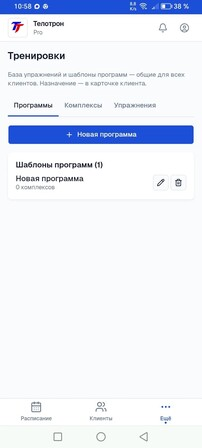 10:58
38 %
Телотрон
Pro
Тренировки
База упражнений и шаблоны программ — общие для всех
клиентов. Назначение — в карточке клиента.
Программы Комплексы Упражнения
+ Новая программа
Шаблоны программ (1)
Новая программа
0 комплексов
Расписание Клиенты Ещё